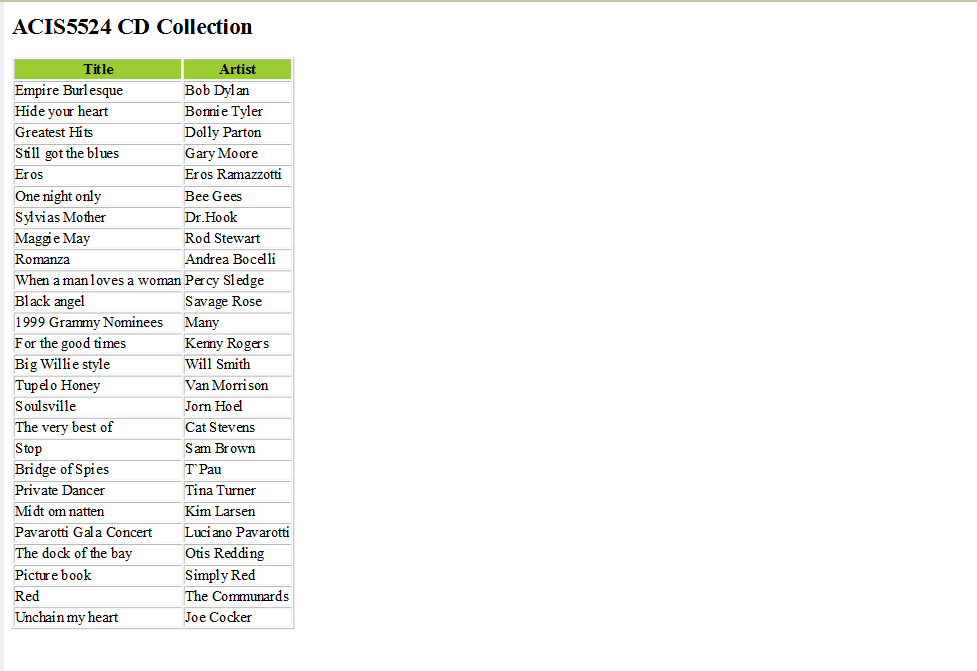 ACIS5524 CD Collection
Title Artist
Empire Burlesque Bob Dylan
Hide your heart Bonnie Tyler
Greatest Hits Dolly Parton
Still got the blues Gary Moore
Eros Eros Ramazzotti
One night only Bee Gees
Sylvias Mother Dr.Hook
Maggie May Rod Stewart
Romanza Andrea Bocelli
When a man loves a woman Percy Sledge
Black angel Savage Rose
1999 Grammy Nominees Many
For the good times Kenny Rogers
Big Willie style Will Smith
Tupelo Honey Van Morrison
Soulsville Jorn Hoel
The very best of Cat Stevens
Stop Sam Brown
Bridge of Spies T`Pau
Private Dancer Tina Turner
Midt om natten Kim Larsen
Pavarotti Gala Concert Luciano Pavarotti
The dock of the bay Otis Redding
Picture book Simply Red
Red The Communards
Unchain my heart Joe Cocker